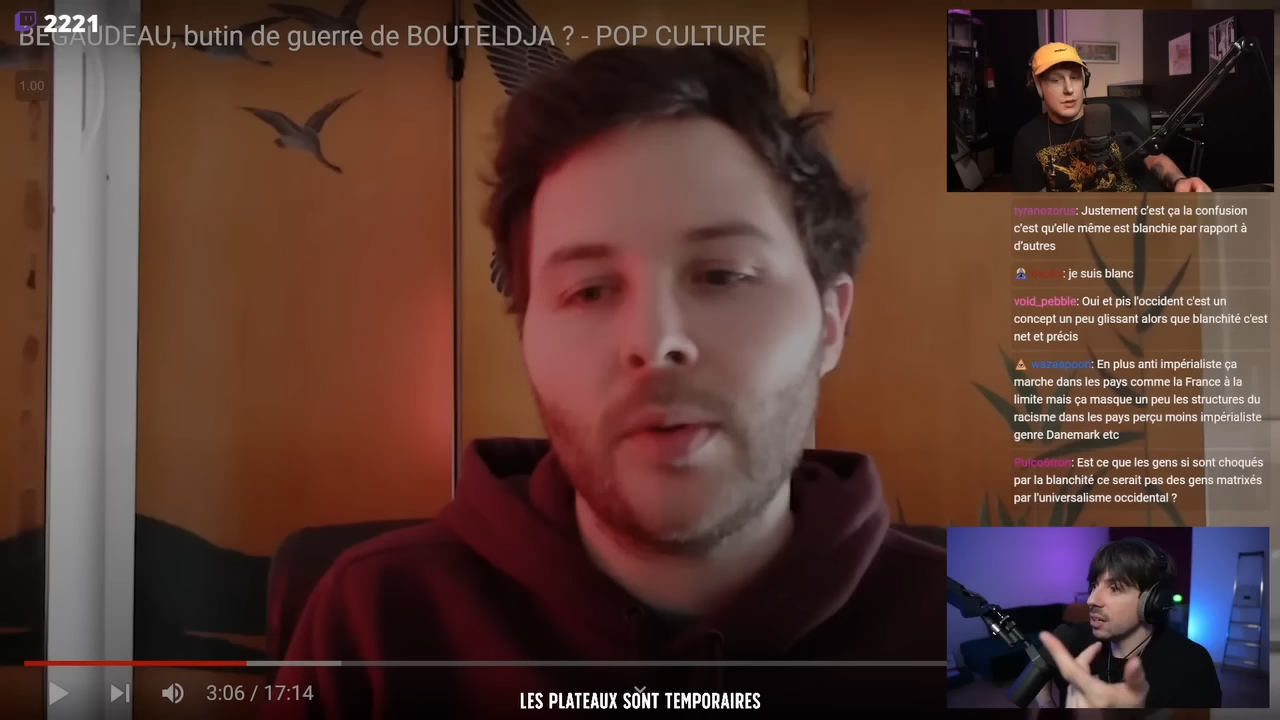 2221
BÉGAUDEAU, butin de guerre de BOUTELDJA ? - POP CULTURE
1.00
tyranozorus: Justement c'est ça la confusion
c'est qu'elle même est blanchie par rapport à
d'autres
: je suis blanc
void_pebble: Oui et pis l'occident c'est un
concept un peu glissant alors que blanchité c'est
net et précis
wazaspoon: En plus anti impérialiste ça
marche dans les pays comme la France à la
limite mais ça masque un peu les structures du
racisme dans les pays perçu moins impérialiste
genre Danemark etc
: Est ce que les gens si sont choqués
par la blanchité ce serait pas des gens matrixés
par l'universalisme occidental ?
3:06 / 17:14
LES PLATEAUX SONT TEMPORAIRES